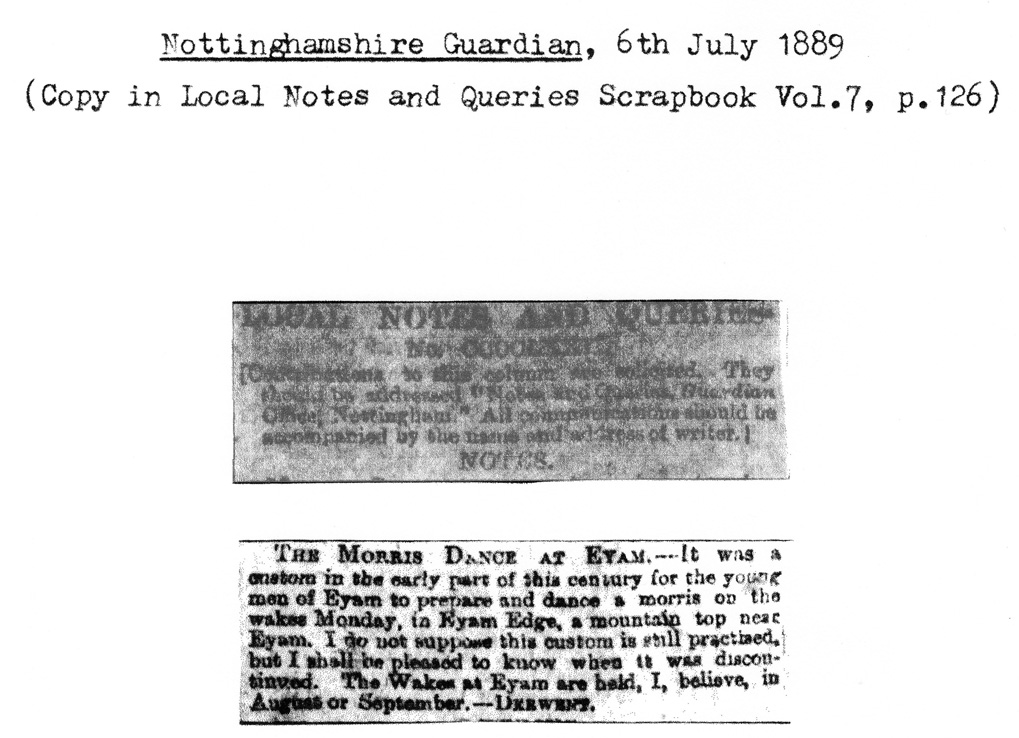 Nottinghamshire Guardian, 6th July 1889
(Copy in Local Notes and Queries Scrapbook Vol.7, p.126)
LOCAL NOTES AND QUERIES
No.
[Contributions to this column are solicited. They
should be addressed "Notes and Queries, Guardian
Office, Nottingham." All communications should be
accompanied by the name and address of writer.]
NOTES.
THE MORRIS DANCE AT EYAM.—It was a
custom in the early part of this century for the young
men of Eyam to prepare and dance a morris on the
wakes Monday, in Eyam Edge, a mountain top near
Eyam. I do not suppose this custom is still practised,
but I shall be pleased to know when it was discon-
tinued. The Wakes at Eyam are held, I, believe, in
August or September.—DERWENT.